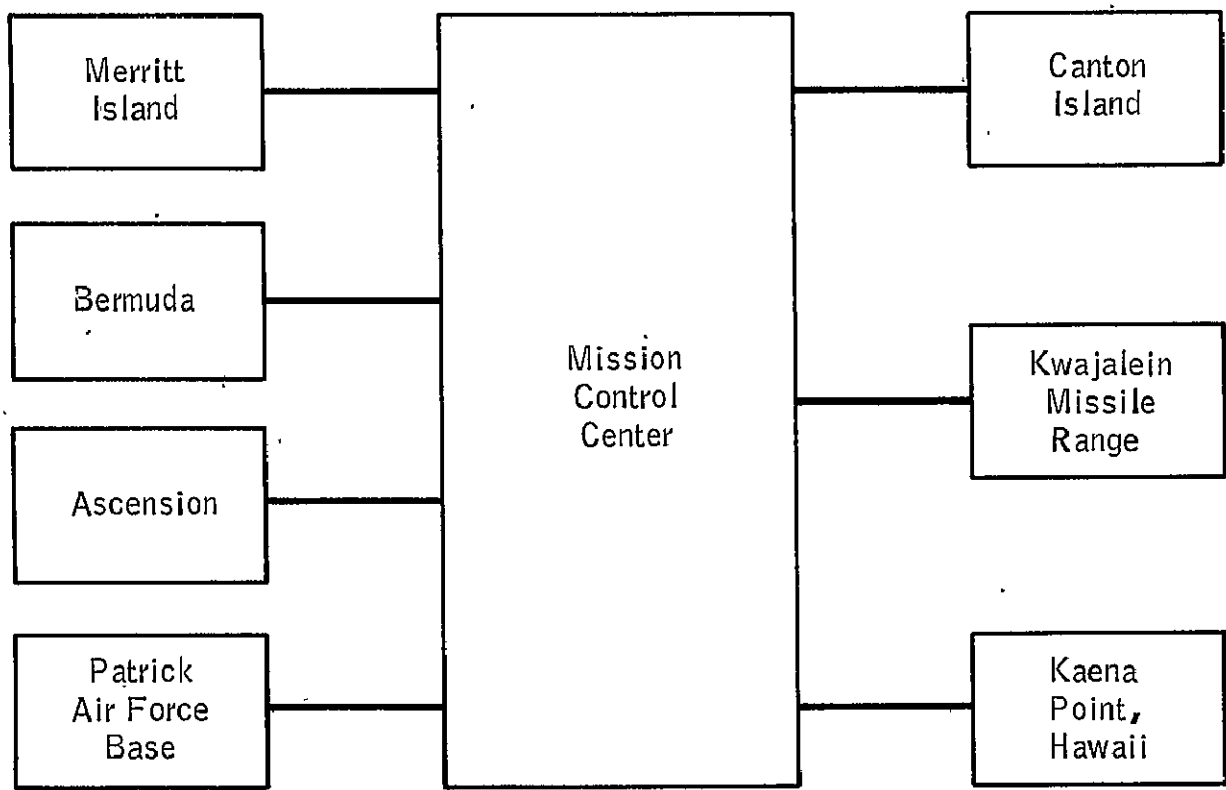 Merritt
Island
Bermuda
Ascension
Patrick
Air Force
Base
Mission
Control
Center
Canton
Island
Kwajalein
Missile
Range
Kaena
Point,
Hawaii